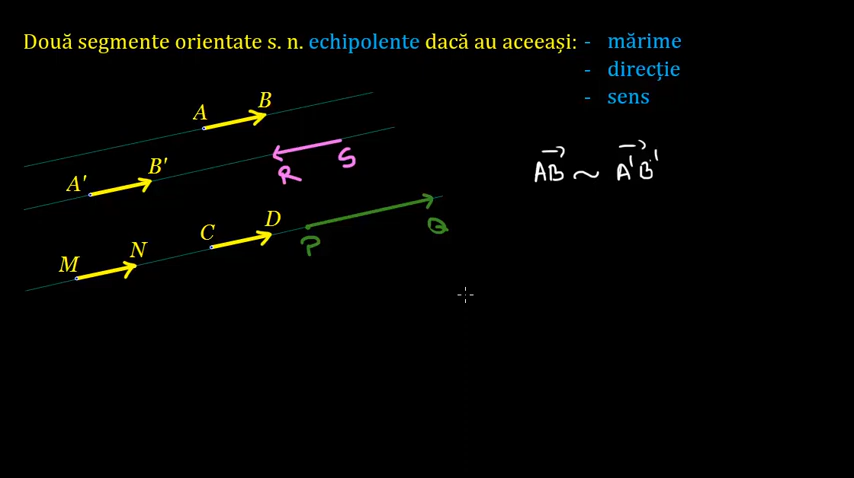 Două segmente orientate s. n. echipolente dacă au aceeași: - mărime
- direcție
- sens
A B
A' B' R S
AB ~ A'B'
M N C D P Q